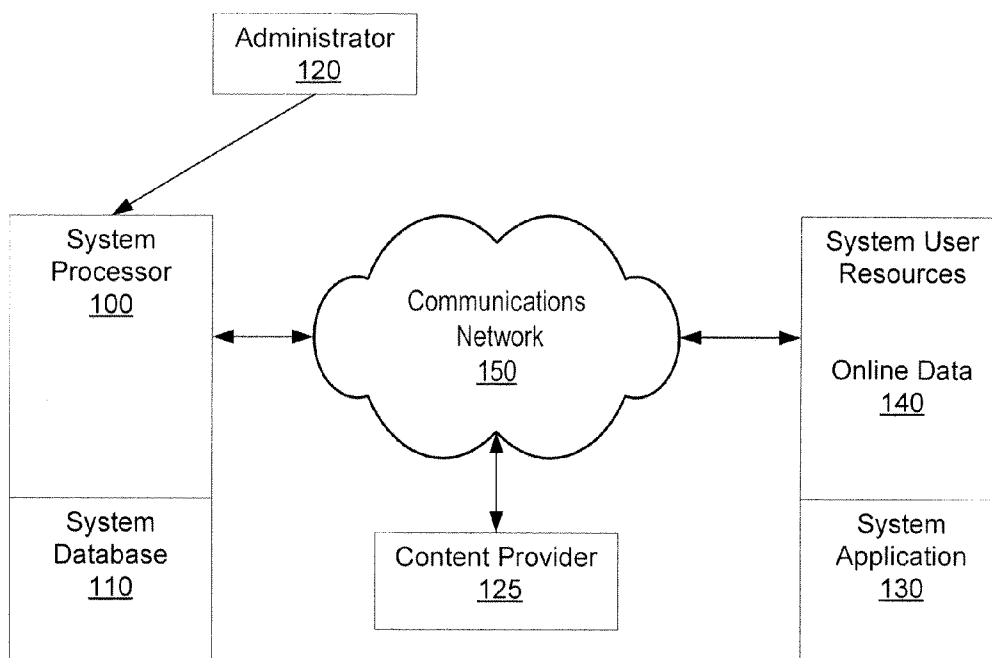 Administrator
120
System
Processor
100
System
Database
110
Communications
Network
150
Content Provider
125
System User
Resources
Online Data
140
System
Application
130